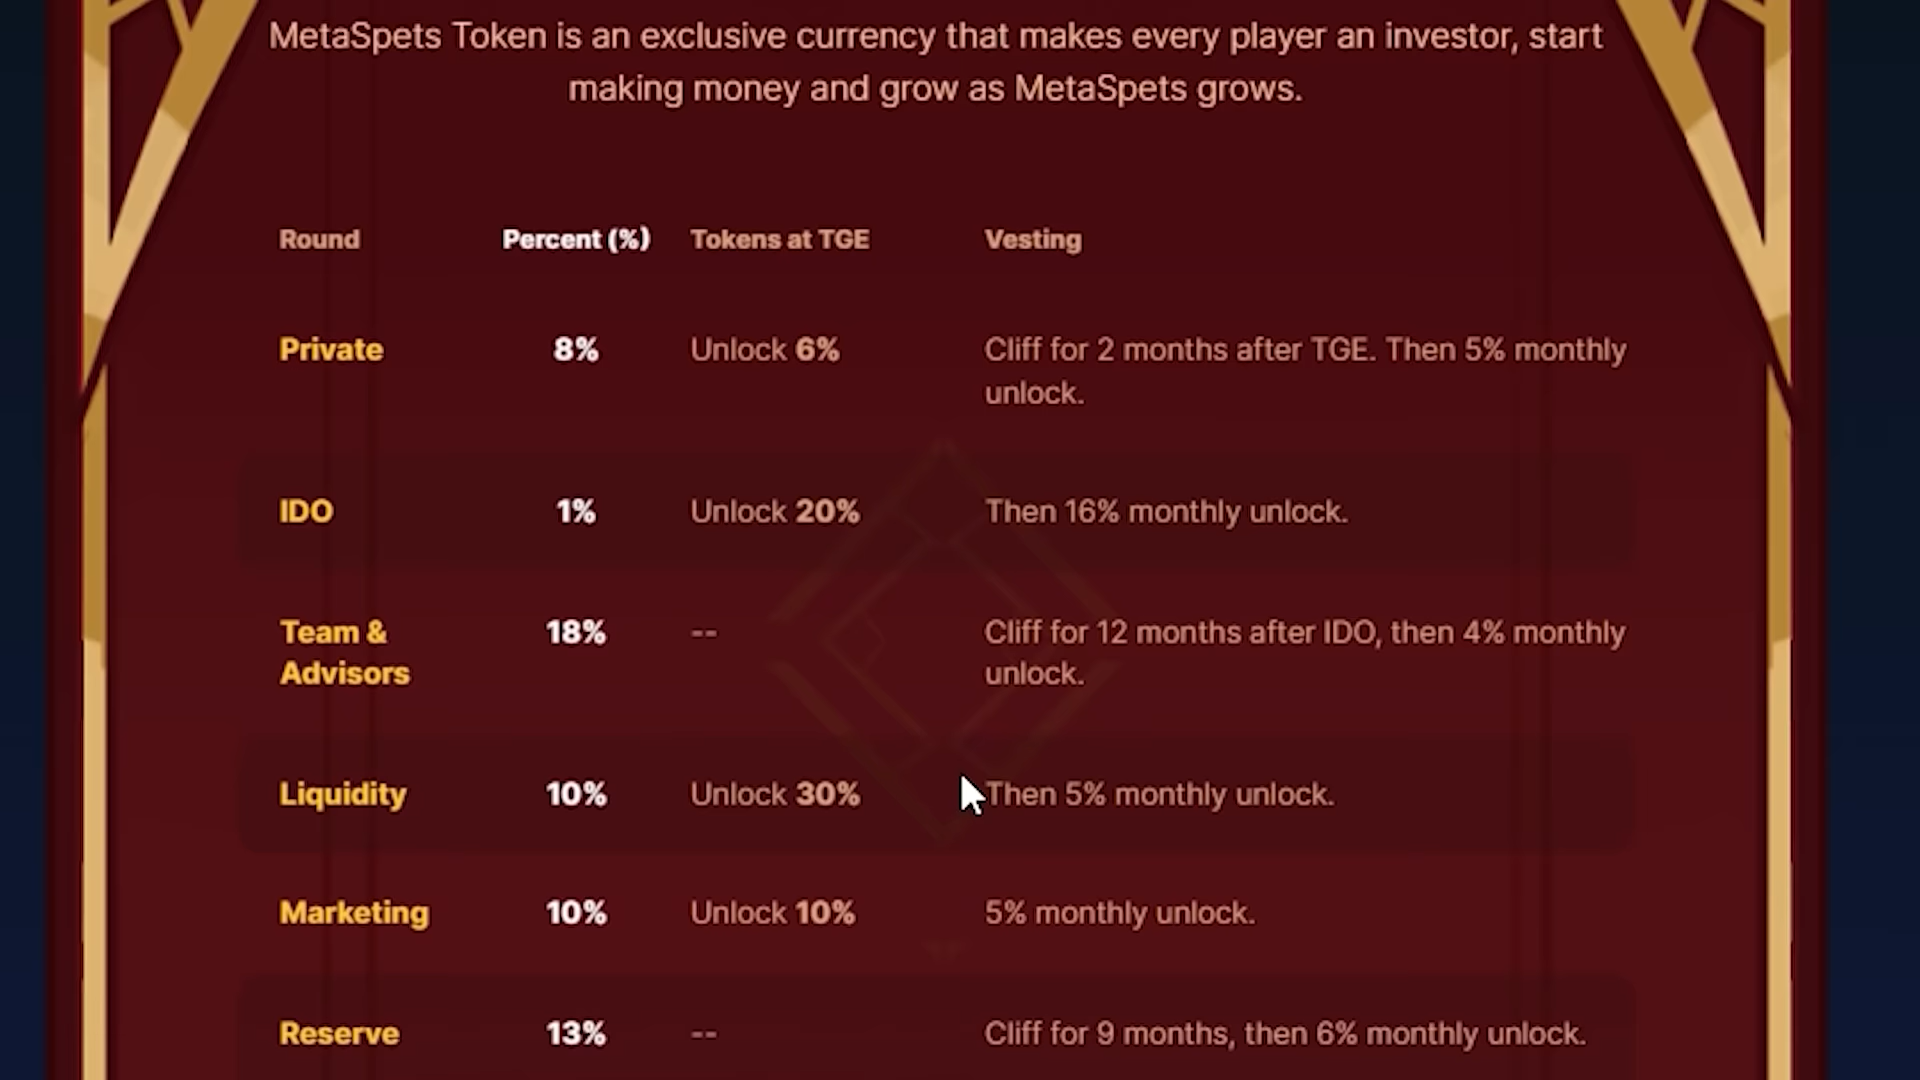 MetaSpets Token is an exclusive currency that makes every player an investor, start
making money and grow as MetaSpets grows.
Round Percent (%) Tokens at TGE Vesting
Private 8% Unlock 6% Cliff for 2 months after TGE. Then 5% monthly
unlock.
IDO 1% Unlock 20% Then 16% monthly unlock.
Team & 18% -- Cliff for 12 months after IDO, then 4% monthly
Advisors unlock.
Liquidity 10% Unlock 30% Then 5% monthly unlock.
Marketing 10% Unlock 10% 5% monthly unlock.
Reserve 13% -- Cliff for 9 months, then 6% monthly unlock.